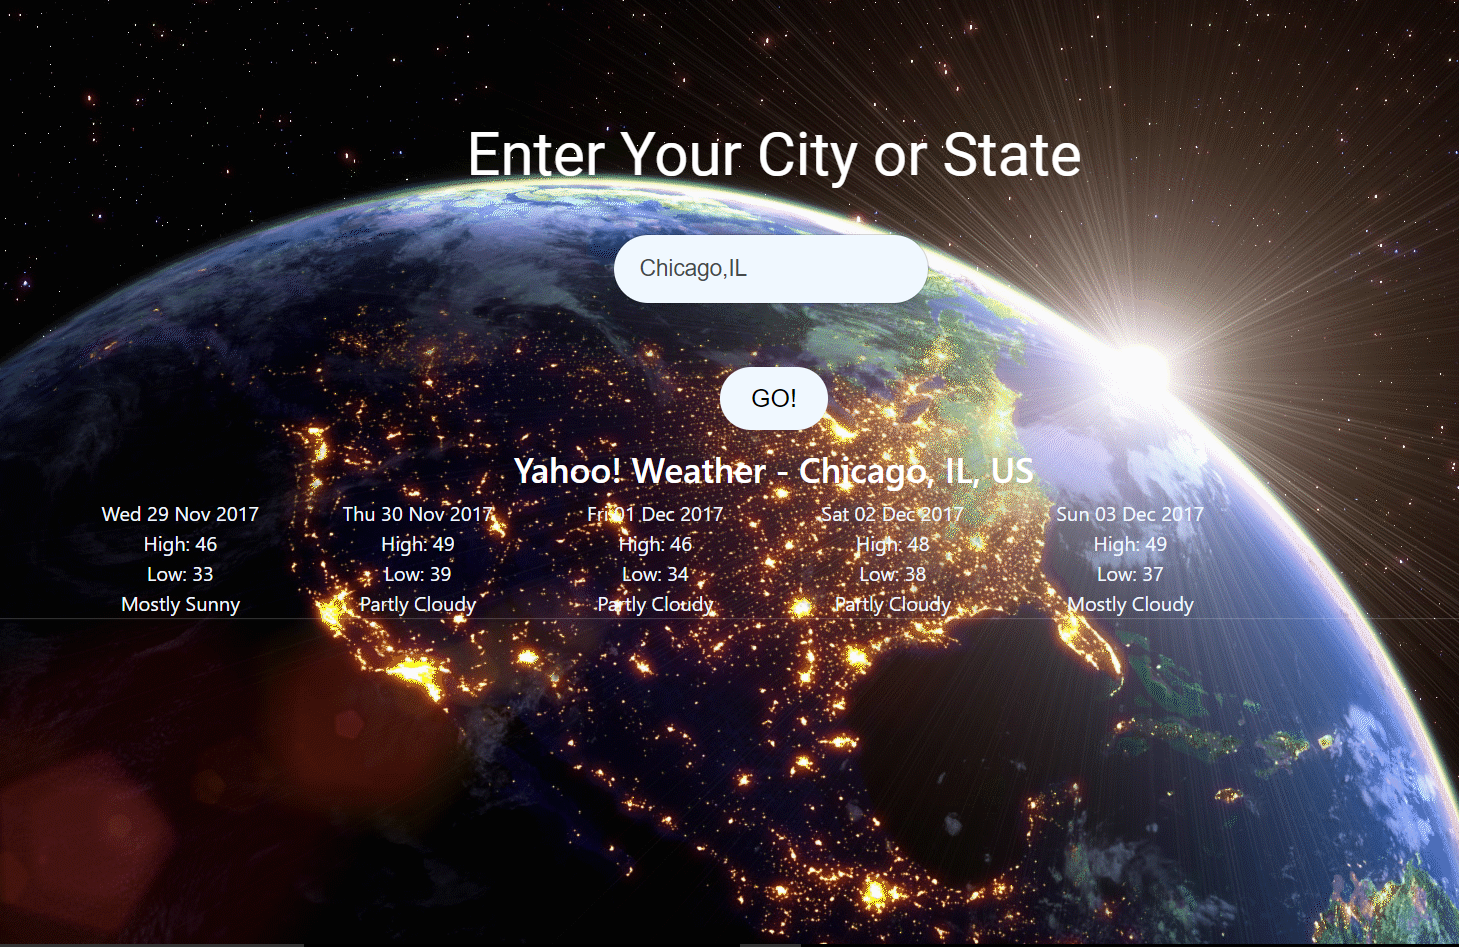 Enter Your City or State
Chicago,IL
GO!
Yahoo! Weather - Chicago, IL, US
Wed 29 Nov 2017
High: 46
Low: 33
Mostly Sunny
Thu 30 Nov 2017
High: 49
Low: 39
Partly Cloudy
Fri 01 Dec 2017
High: 46
Low: 34
Partly Cloudy
Sat 02 Dec 2017
High: 48
Low: 38
Partly Cloudy
Sun 03 Dec 2017
High: 49
Low: 37
Mostly Cloudy